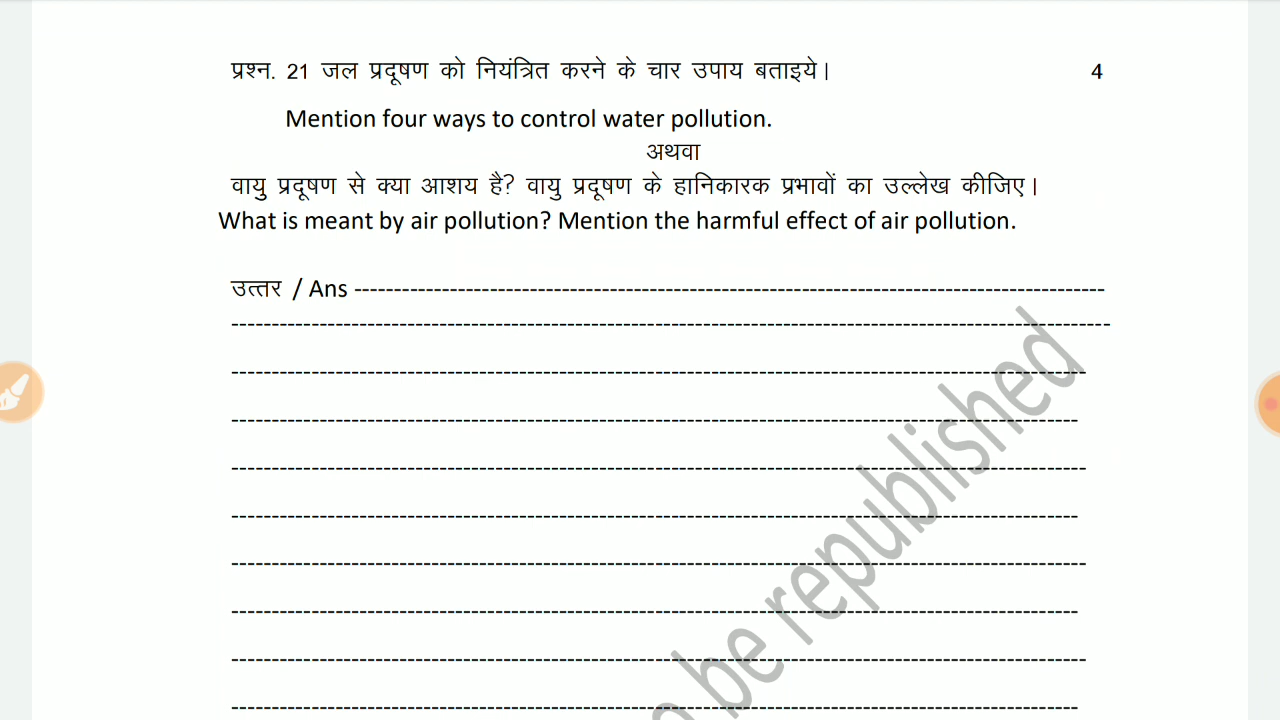 प्रश्न. 21 जल प्रदूषण को नियंत्रित करने के चार उपाय बताइये। 4
Mention four ways to control water pollution.
अथवा
वायु प्रदूषण से क्या आशय है? वायु प्रदूषण के हानिकारक प्रभावों का उल्लेख कीजिए।
What is meant by air pollution? Mention the harmful effect of air pollution.
उत्तर / Ans ----------------------------------------------------------------------------------------------
be republished